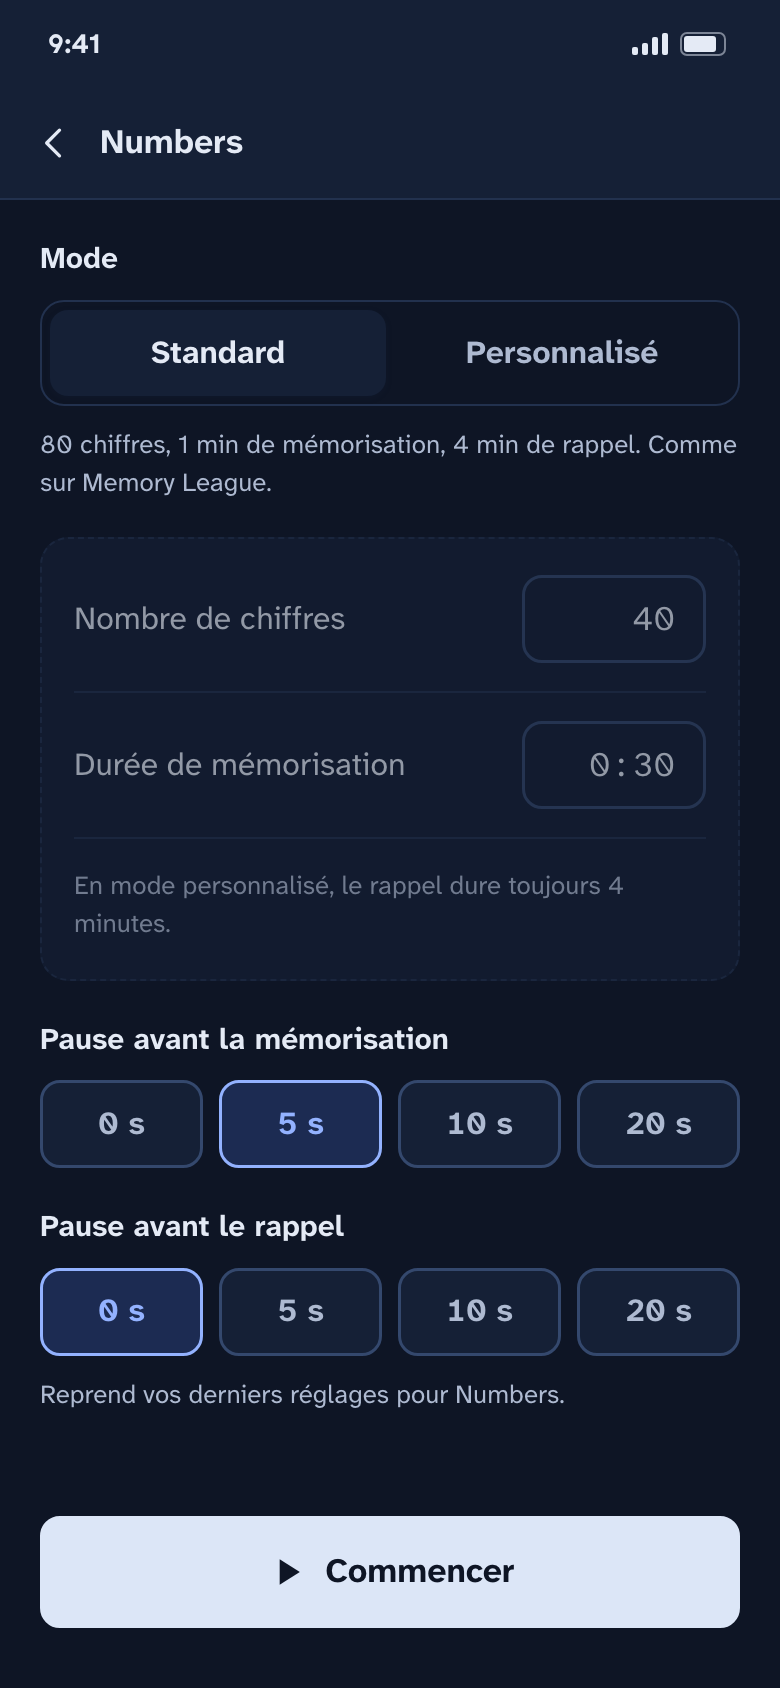 9:41
Numbers
Mode
Standard
Personnalisé
80 chiffres, 1 min de mémorisation, 4 min de rappel. Comme
sur Memory League.
Nombre de chiffres
40
Durée de mémorisation
0:30
En mode personnalisé, le rappel dure toujours 4
minutes.
Pause avant la mémorisation
0 s
5 s
10 s
20 s
Pause avant le rappel
0 s
5 s
10 s
20 s
Reprend vos derniers réglages pour Numbers.
Commencer